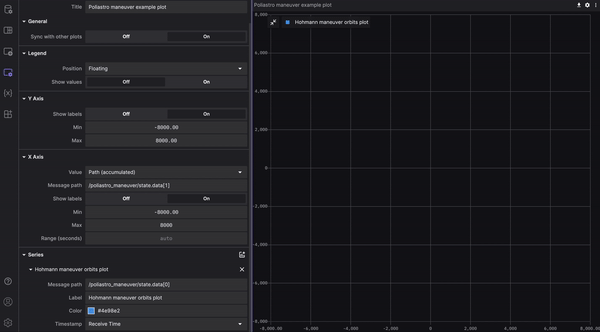 Title Poliastro maneuver example plot
General
Sync with other plots Off On
Legend
Position Floating
Show values Off On
Y Axis
Show labels Off On
Min -8000.00
Max 8000.00
X Axis
Value Path (accumulated)
Message path /poliastro_maneuver/state.data[1]
Show labels Off On
Min -8000.00
Max 8000
Range (seconds) auto
Series
Hohmann maneuver orbits plot
Message path /poliastro_maneuver/state.data[0]
Label Hohmann maneuver orbits plot
Color #4e98e2
Timestamp Receive Time
Poliastro maneuver example plot
Hohmann maneuver orbits plot
8,000
6,000
4,000
2,000
0
-2,000
-4,000
-6,000
-8,000
-8,000.00 -6,000 -4,000 -2,000 0 2,000 4,000 6,000 8,000